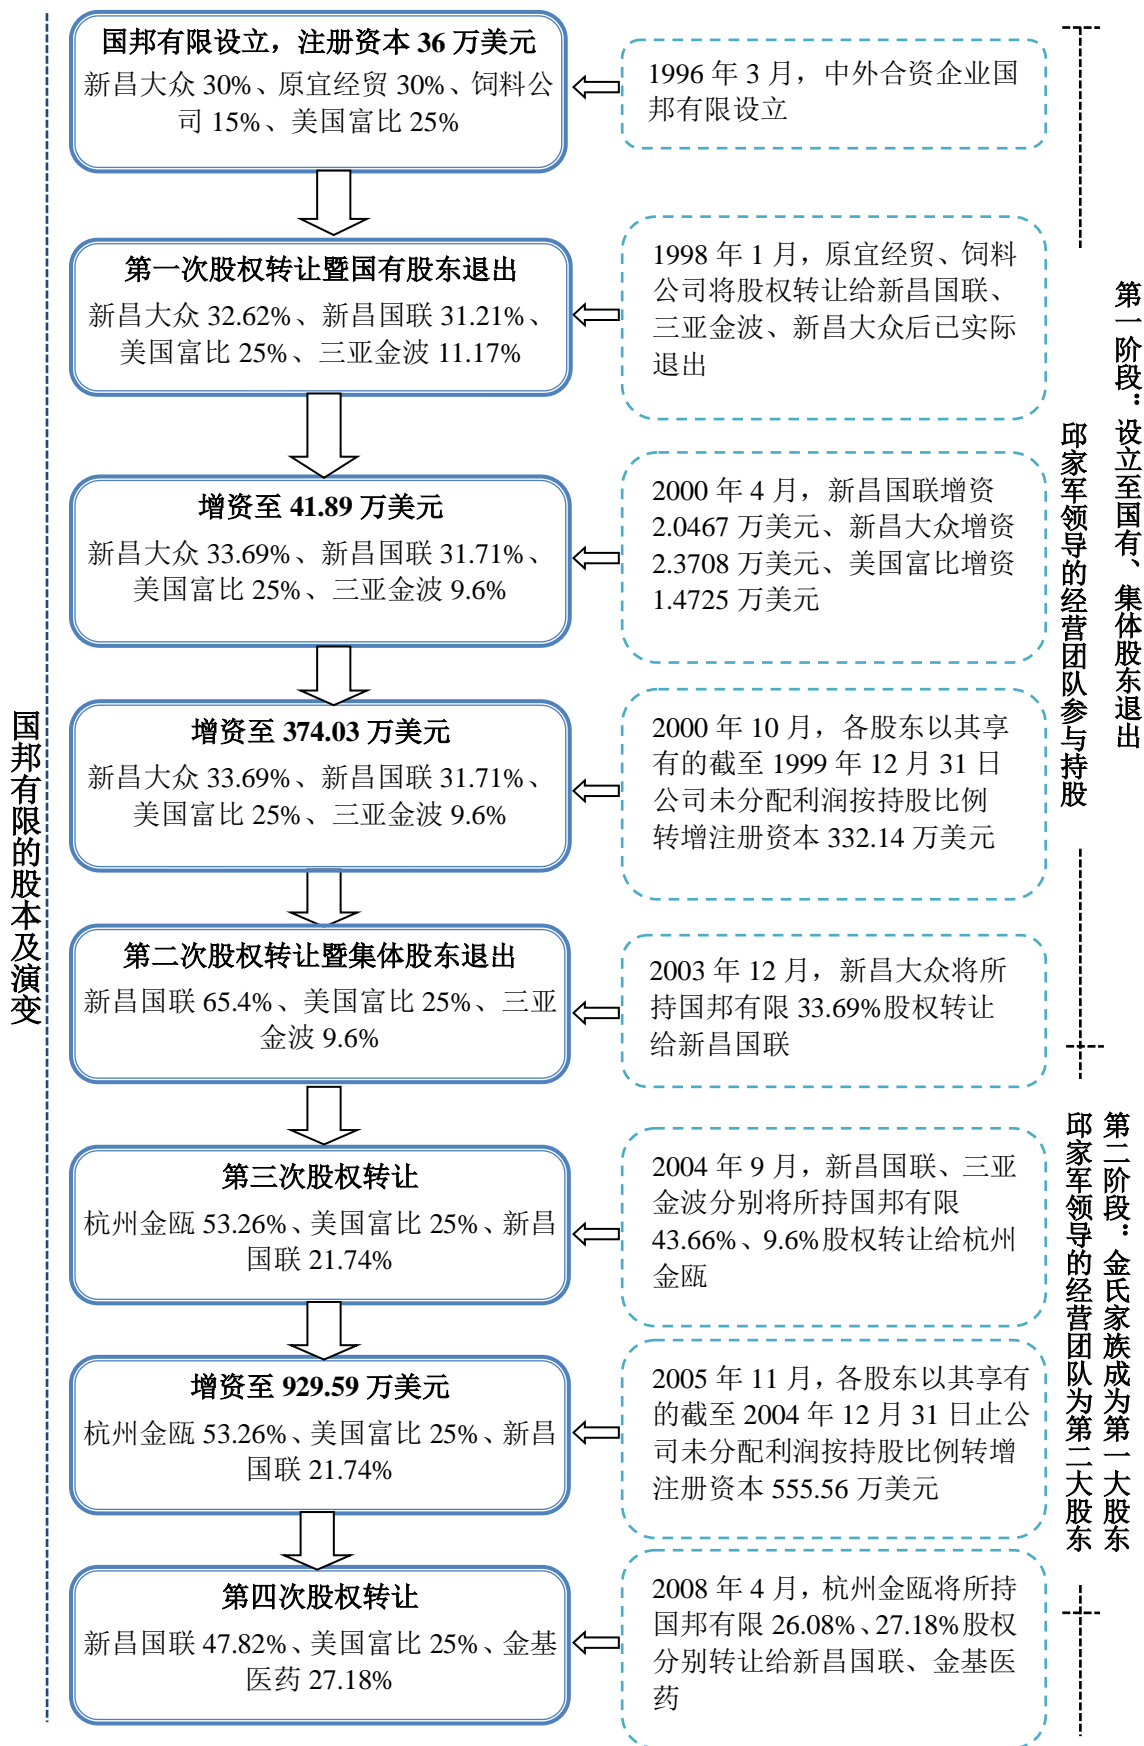 国邦有限设立，注册资本 36 万美元
新昌大众 30%、原宜经贸 30%、饲料公
司 15%、美国富比 25%
1996 年 3 月，中外合资企业国
邦有限设立
第一次股权转让暨国有股东退出
新昌大众 32.62%、新昌国联 31.21%、
美国富比 25%、三亚金波 11.17%
1998 年 1 月，原宜经贸、饲料
公司将股权转让给新昌国联、
三亚金波、新昌大众后已实际
退出
增资至 41.89 万美元
新昌大众 33.69%、新昌国联 31.71%、
美国富比 25%、三亚金波 9.6%
2000 年 4 月，新昌国联增资
2.0467 万美元、新昌大众增资
2.3708 万美元、美国富比增资
1.4725 万美元
增资至 374.03 万美元
新昌大众 33.69%、新昌国联 31.71%、
美国富比 25%、三亚金波 9.6%
2000 年 10 月，各股东以其享
有的截至 1999 年 12 月 31 日
公司未分配利润按持股比例
转增注册资本 332.14 万美元
第二次股权转让暨集体股东退出
新昌国联 65.4%、美国富比 25%、三亚
金波 9.6%
2003 年 12 月，新昌大众将所
持国邦有限 33.69%股权转让
给新昌国联
第三次股权转让
杭州金瓯 53.26%、美国富比 25%、新昌
国联 21.74%
2004 年 9 月，新昌国联、三亚
金波分别将所持国邦有限
43.66%、9.6%股权转让给杭州
金瓯
增资至 929.59 万美元
杭州金瓯 53.26%、美国富比 25%、新昌
国联 21.74%
2005 年 11 月，各股东以其享有
的截至 2004 年 12 月 31 日止公
司未分配利润按持股比例转增
注册资本 555.56 万美元
第四次股权转让
新昌国联 47.82%、美国富比 25%、金基
医药 27.18%
2008 年 4 月，杭州金瓯将所持
国邦有限 26.08%、27.18%股权
分别转让给新昌国联、金基医
药
国邦有限的股本及演变
第一阶段：设立至国有、集体股东退出
邱家军领导的经营团队参与持股
第二阶段：金氏家族成为第一大股东
邱家军领导的经营团队为第二大股东